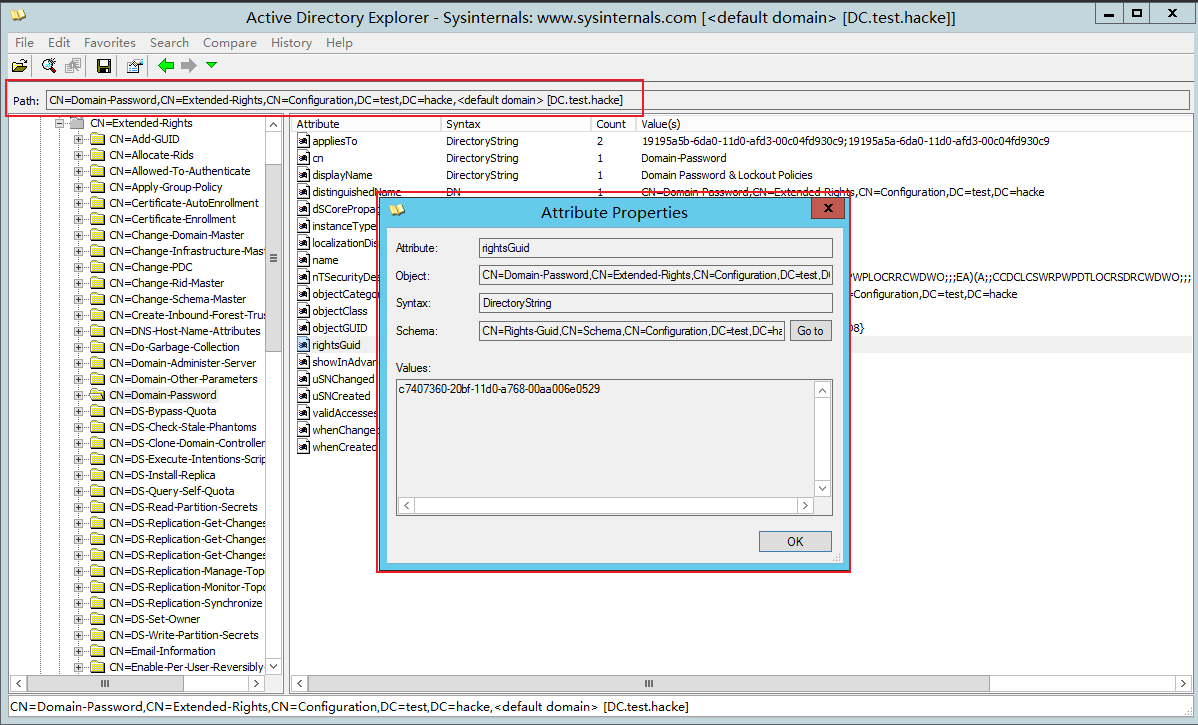 Active Directory Explorer - Sysinternals: www.sysinternals.com [<default domain> [DC.test.hacke]]
File Edit Favorites Search Compare History Help
Path: CN=Domain-Password,CN=Extended-Rights,CN=Configuration,DC=test,DC=hacke,<default domain> [DC.test.hacke]
CN=Extended-Rights
CN=Add-GUID
CN=Allocate-Rids
CN=Allowed-To-Authenticate
CN=Apply-Group-Policy
CN=Certificate-AutoEnrollment
CN=Certificate-Enrollment
CN=Change-Domain-Master
CN=Change-Infrastructure-Mast
CN=Change-PDC
CN=Change-Rid-Master
CN=Change-Schema-Master
CN=Create-Inbound-Forest-Trus
CN=DNS-Host-Name-Attributes
CN=Do-Garbage-Collection
CN=Domain-Administer-Server
CN=Domain-Other-Parameters
CN=Domain-Password
CN=DS-Bypass-Quota
CN=DS-Check-Stale-Phantoms
CN=DS-Clone-Domain-Controller
CN=DS-Execute-Intentions-Scrip
CN=DS-Install-Replica
CN=DS-Query-Self-Quota
CN=DS-Read-Partition-Secrets
CN=DS-Replication-Get-Changes
CN=DS-Replication-Get-Changes
CN=DS-Replication-Get-Changes
CN=DS-Replication-Manage-Top
CN=DS-Replication-Monitor-Topo
CN=DS-Replication-Synchronize
CN=DS-Set-Owner
CN=DS-Write-Partition-Secrets
CN=Email-Information
CN=Enable-Per-User-Reversibly
Attribute Syntax Count Value(s)
appliesTo DirectoryString 2 19195a5b-6da0-11d0-afd3-00c04fd930c9;19195a5a-6da0-11d0-afd3-00c04fd930c9
cn DirectoryString 1 Domain-Password
displayName DirectoryString 1 Domain Password & Lockout Policies
distinguishedName DN 1 CN=Domain-Password,CN=Extended-Rights,CN=Configuration,DC=test,DC=hacke
dSCorePropag
instanceType
localizationDis
name
nTSecurityDes WPLOCRRCWDWO;;;EA)(A;;CCDCLCSWRPWPDTLOCRSDRCWDWO;;;
objectCategor =Configuration,DC=test,DC=hacke
objectClass
objectGUID D8}
rightsGuid
showInAdvan
uSNChanged
uSNCreated
validAccesses
whenChanged
whenCreated
Attribute Properties
Attribute: rightsGuid
Object: CN=Domain-Password,CN=Extended-Rights,CN=Configuration,DC=test,D
Syntax: DirectoryString
Schema: CN=Rights-Guid,CN=Schema,CN=Configuration,DC=test,DC=ha Go to
Values:
c7407360-20bf-11d0-a768-00aa006e0529
OK
CN=Domain-Password,CN=Extended-Rights,CN=Configuration,DC=test,DC=hacke,<default domain> [DC.test.hacke]